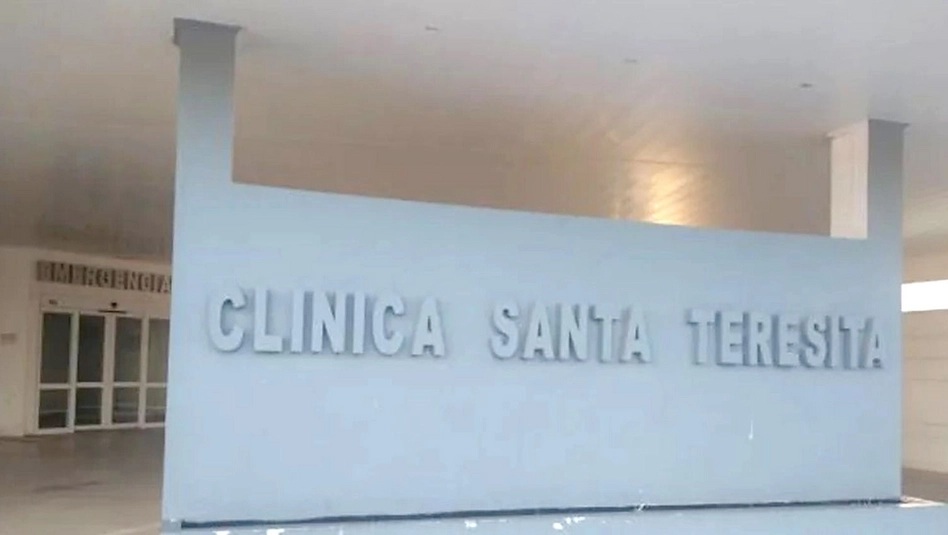 EMERGENCIA
CLINICA SANTA TERESITA